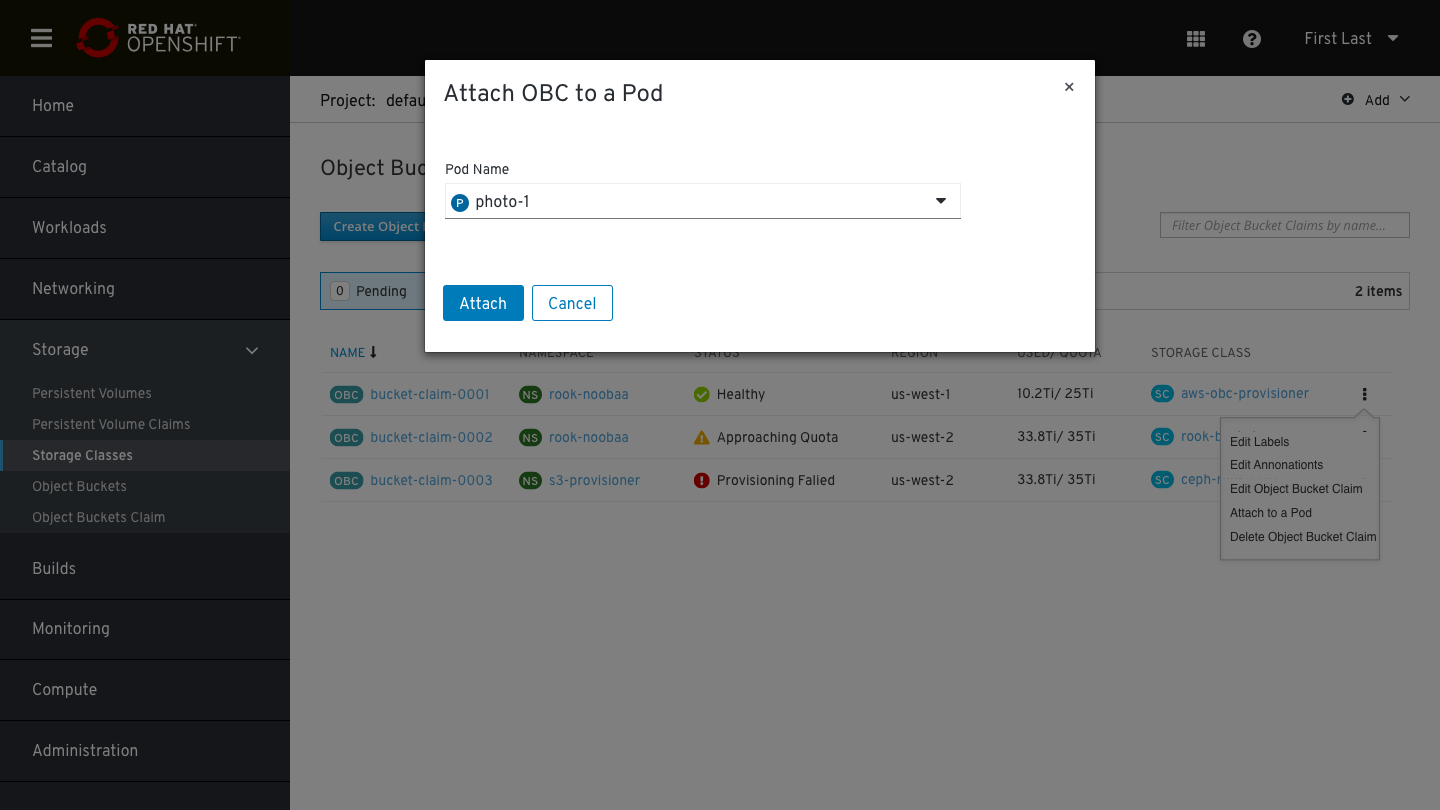 RED HAT
OPENSHIFT
First Last
Home
Catalog
Workloads
Networking
Storage
Persistent Volumes
Persistent Volume Claims
Storage Classes
Object Buckets
Object Buckets Claim
Builds
Monitoring
Compute
Administration
Project: defau
Add
Attach OBC to a Pod
×
Pod Name
P photo-1
Attach Cancel
Object Buc
Create Object
Filter Object Bucket Claims by name...
0 Pending
2 items
NAME NAMESPACE STATUS REGION USED/ QUOTA STORAGE CLASS
OBC bucket-claim-0001 NS rook-noobaa Healthy us-west-1 10.2Ti/ 25Ti SC aws-obc-provisioner
OBC bucket-claim-0002 NS rook-noobaa Approaching Quota us-west-2 33.8Ti/ 35Ti SC rook-b
OBC bucket-claim-0003 NS s3-provisioner Provisioning Falied us-west-2 33.8Ti/ 35Ti SC ceph-
Edit Labels
Edit Annonationts
Edit Object Bucket Claim
Attach to a Pod
Delete Object Bucket Claim